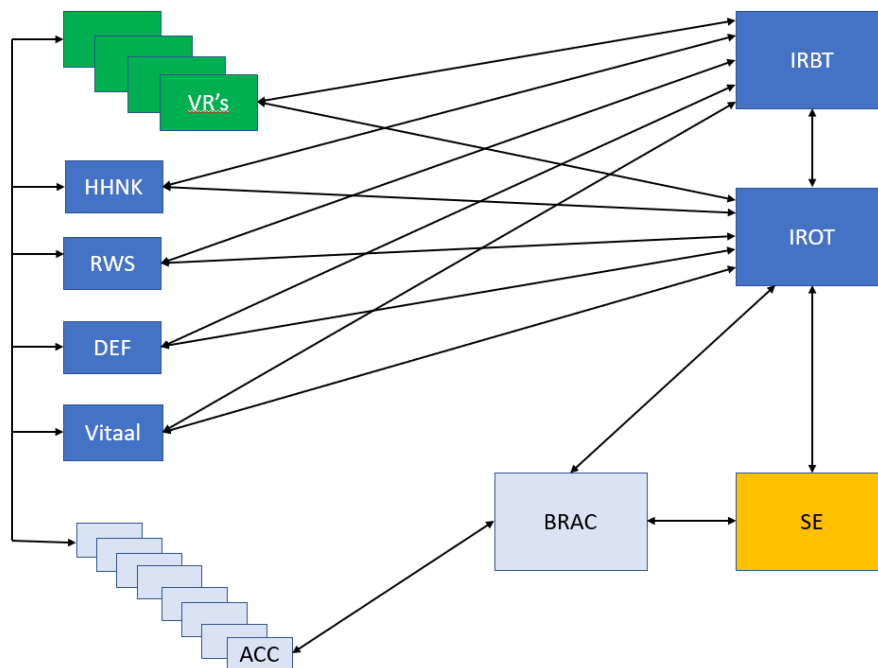 VR's
IRBT
HHNK
IROT
RWS
DEF
Vitaal
BRAC
SE
ACC